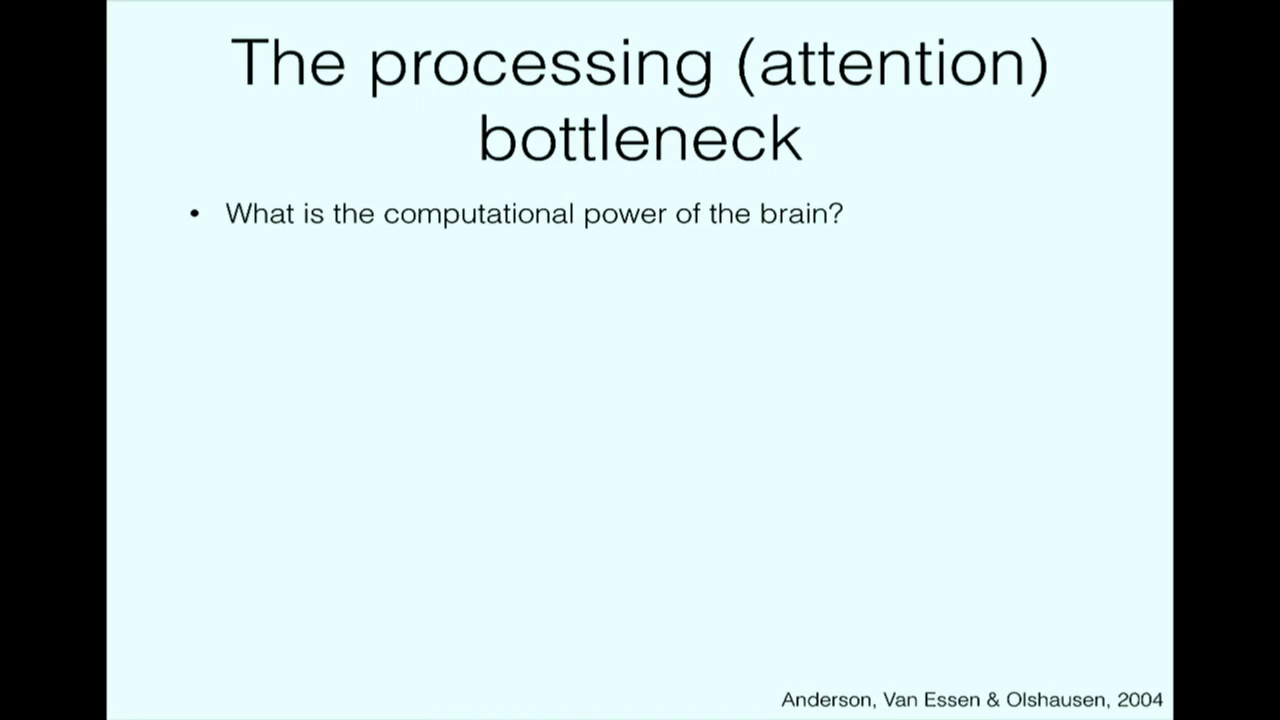 The processing (attention)
bottleneck
• What is the computational power of the brain?
Anderson, Van Essen & Olshausen, 2004